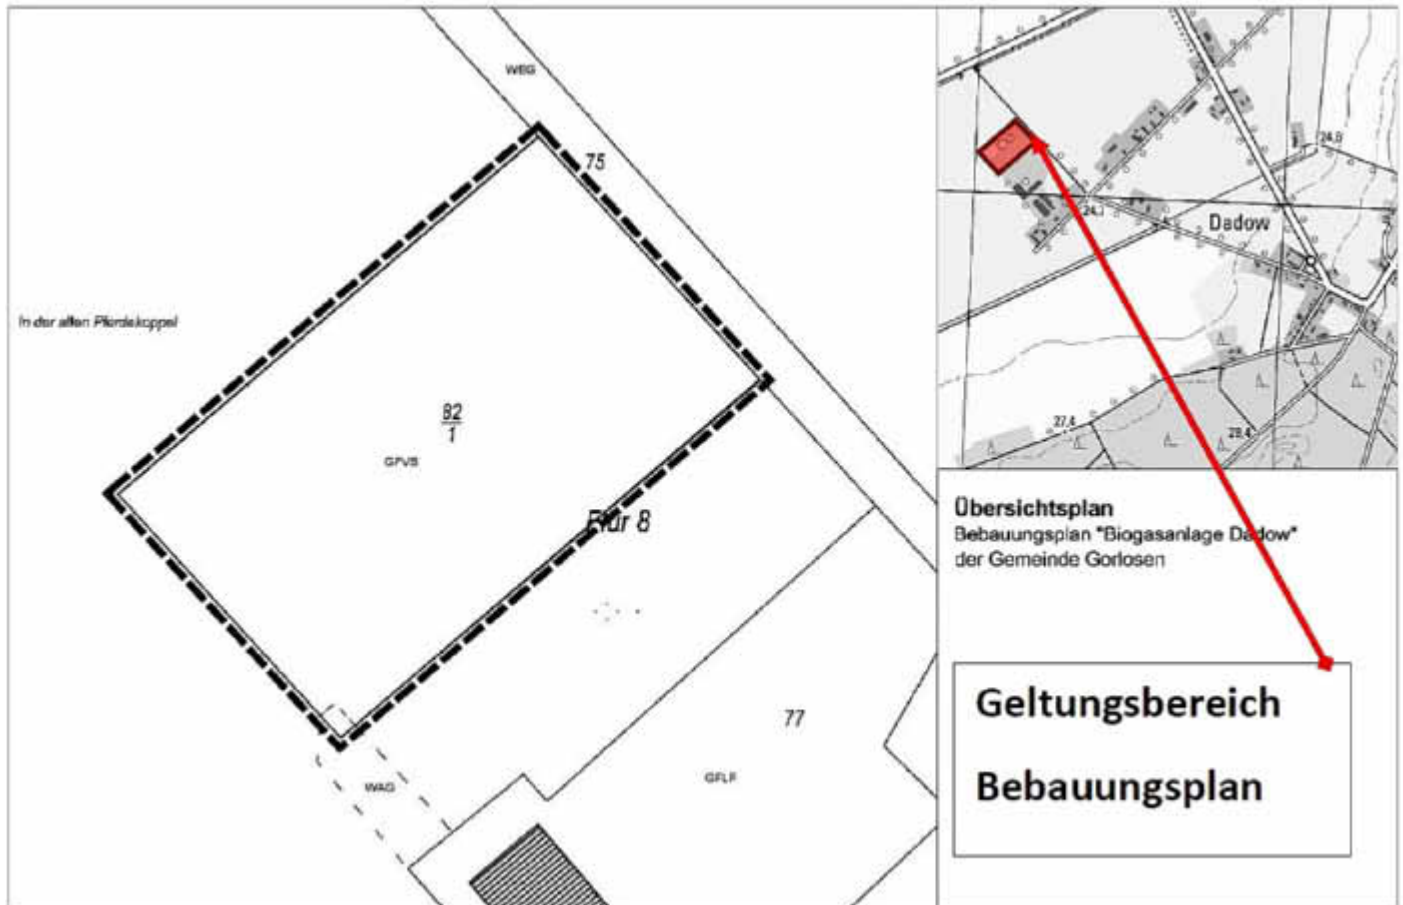 WEG
75
In der alten Pferdekoppel
82
1
GFVS
Flur 8
77
WAG
GFLF
24,8
24,1
Dadow
27,4
28,4
Übersichtsplan
Bebauungsplan "Biogasanlage Dadow"
der Gemeinde Gorlosen
Geltungsbereich
Bebauungsplan